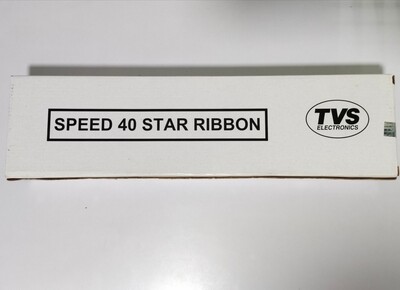 SPEED 40 STAR RIBBON
TVS
ELECTRONICS